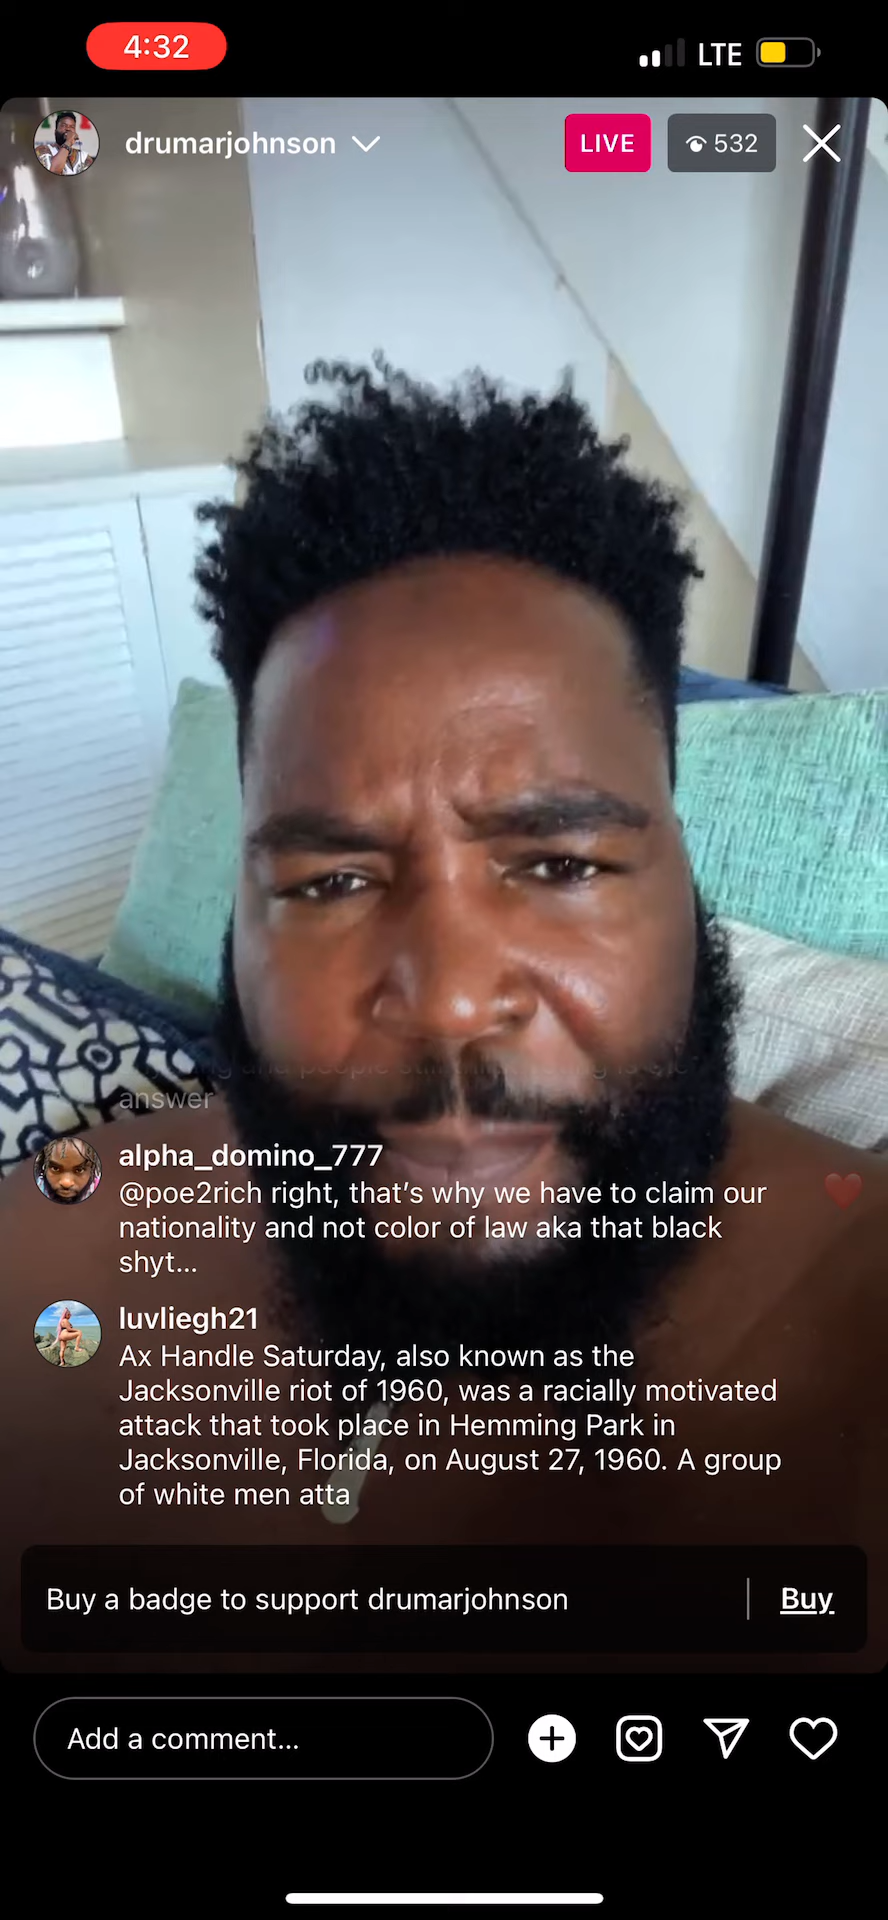 4:32
LTE
drumarjohnson
LIVE
532
answer
alpha_domino_777
@poe2rich right, that's why we have to claim our
nationality and not color of law aka that black
shyt...
luvliegh21
Ax Handle Saturday, also known as the
Jacksonville riot of 1960, was a racially motivated
attack that took place in Hemming Park in
Jacksonville, Florida, on August 27, 1960. A group
of white men atta
Buy a badge to support drumarjohnson
Buy
Add a comment...